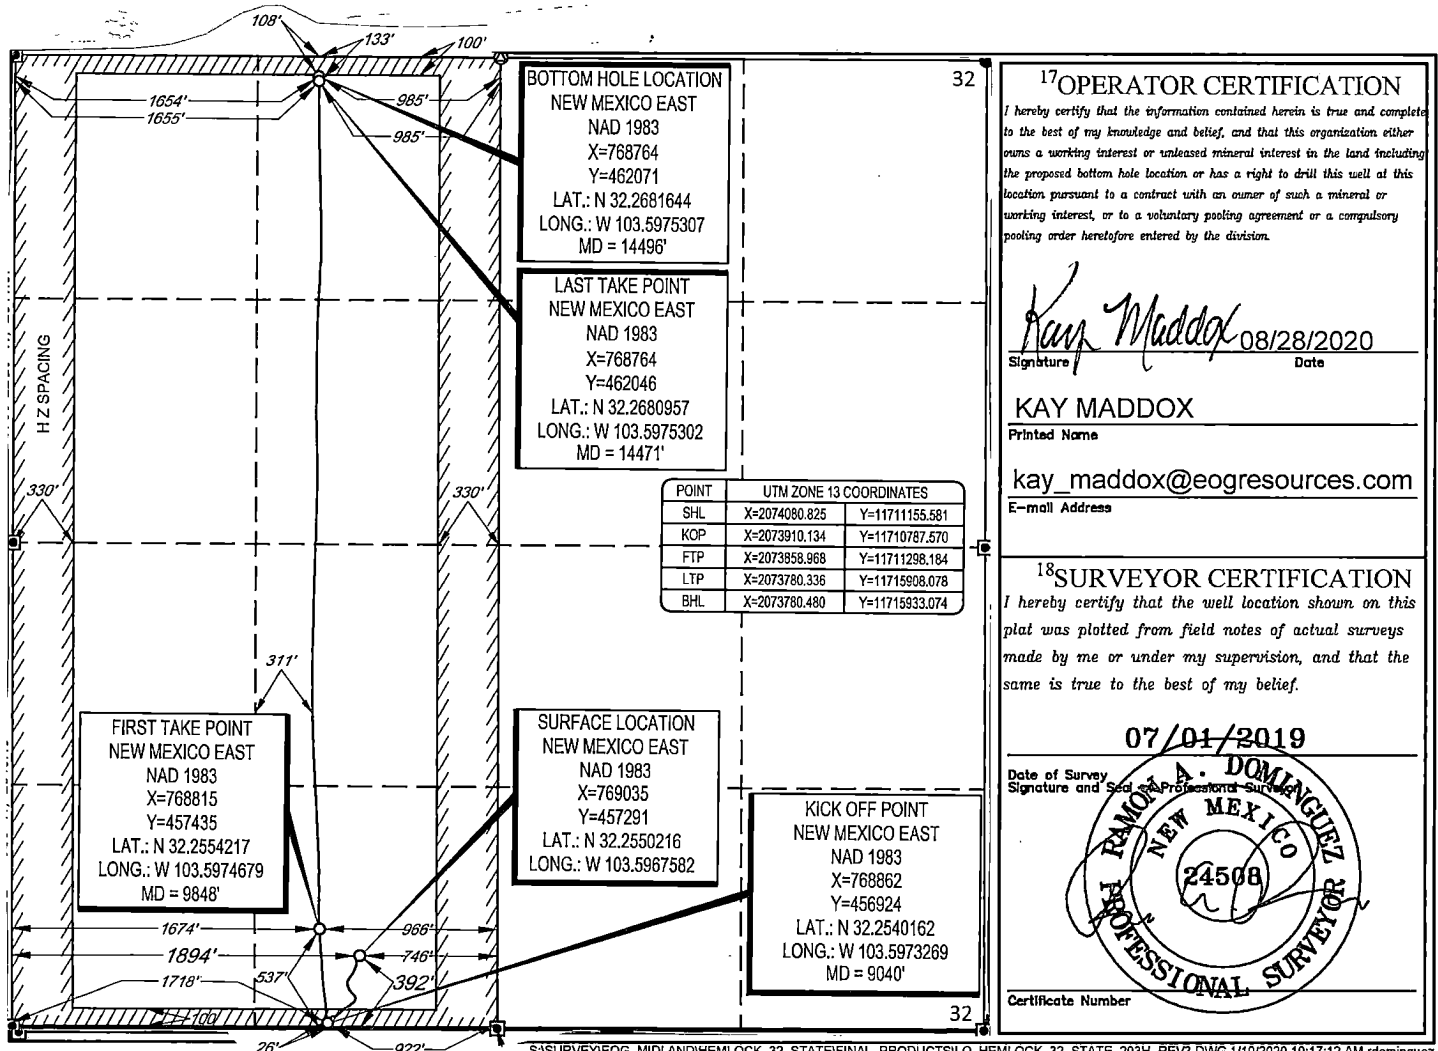 108'
133'
100'
1654'
1655'
985'
985'
BOTTOM HOLE LOCATION
NEW MEXICO EAST
NAD 1983
X=768764
Y=462071
LAT.: N 32.2681644
LONG.: W 103.5975307
MD = 14496'
LAST TAKE POINT
NEW MEXICO EAST
NAD 1983
X=768764
Y=462046
LAT.: N 32.2680957
LONG.: W 103.5975302
MD = 14471'
32
HZ SPACING
330'
330'
POINT UTM ZONE 13 COORDINATES
SHL X=2074080.825 Y=11711155.581
KOP X=2073910.134 Y=11710787.570
FTP X=2073858.968 Y=11711298.184
LTP X=2073780.336 Y=11715908.078
BHL X=2073780.480 Y=11715933.074
311'
FIRST TAKE POINT
NEW MEXICO EAST
NAD 1983
X=768815
Y=457435
LAT.: N 32.2554217
LONG.: W 103.5974679
MD = 9848'
SURFACE LOCATION
NEW MEXICO EAST
NAD 1983
X=769035
Y=457291
LAT.: N 32.2550216
LONG.: W 103.5967582
KICK OFF POINT
NEW MEXICO EAST
NAD 1983
X=768862
Y=456924
LAT.: N 32.2540162
LONG.: W 103.5973269
MD = 9040'
1674'
966'
1894'
746'
1718'
537'
392'
100'
26'
922'
32
17OPERATOR CERTIFICATION
I hereby certify that the information contained herein is true and complete
to the best of my knowledge and belief, and that this organization either
owns a working interest or unleased mineral interest in the land including
the proposed bottom hole location or has a right to drill this well at this
location pursuant to a contract with an owner of such a mineral or
working interest, or to a voluntary pooling agreement or a compulsory
pooling order heretofore entered by the division.
Kay Maddox 08/28/2020
Signature Date
KAY MADDOX
Printed Name
kay_maddox@eogresources.com
E-mail Address
18SURVEYOR CERTIFICATION
I hereby certify that the well location shown on this
plat was plotted from field notes of actual surveys
made by me or under my supervision, and that the
same is true to the best of my belief.
07/01/2019
Date of Survey
Signature and Seal of Professional Surveyor
RAMON A. DOMINGUEZ
NEW MEXICO
24508
PROFESSIONAL SURVEYOR
Certificate Number
S:\SURVEY\EOG_MIDLAND\HEMLOCK_32_STATE\FINAL_PRODUCTS\LO_HEMLOCK_32_STATE_203H_REV3.DWG 1/19/2020 10:17:12 AM rdominguez